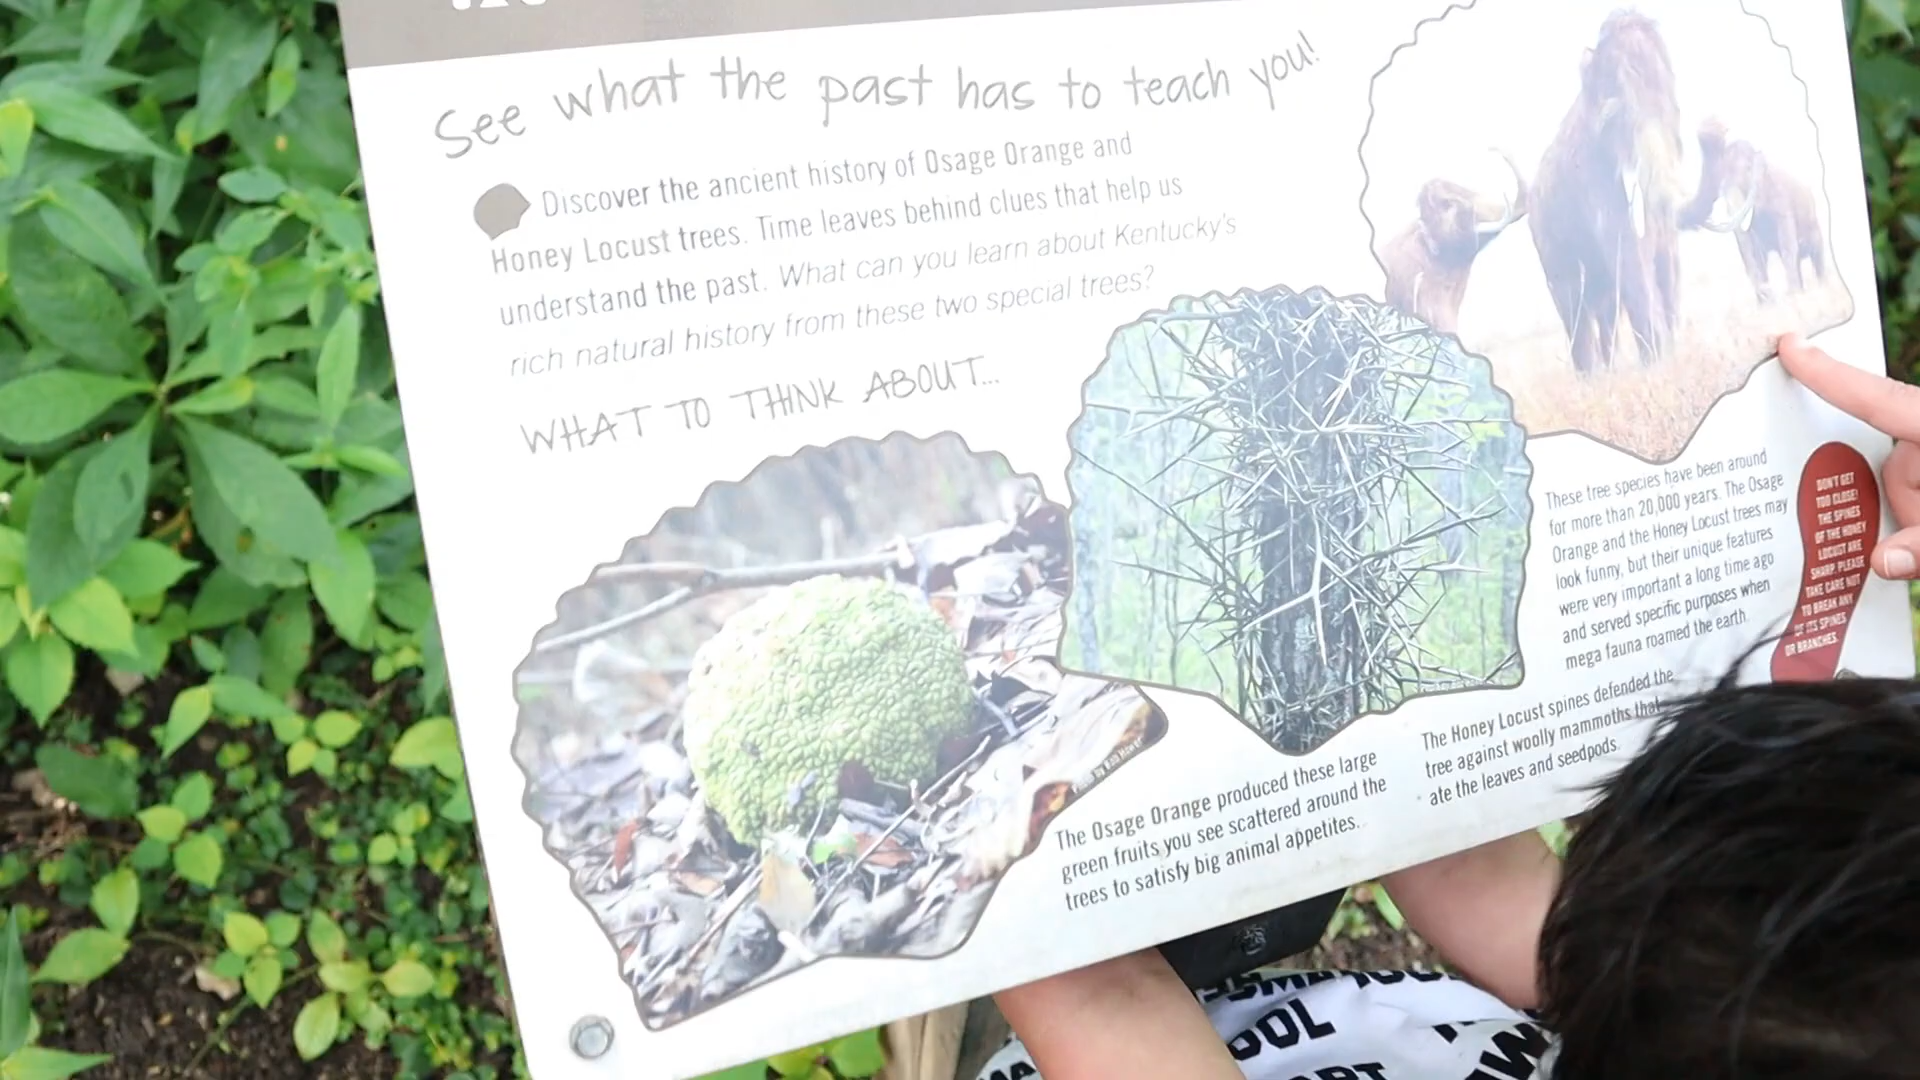 See what the past has to teach you!
Discover the ancient history of Osage Orange and
Honey Locust trees. Time leaves behind clues that help us
understand the past. What can you learn about Kentucky's
rich natural history from these two special trees?
WHAT TO THINK ABOUT...
These tree species have been around
for more than 20,000 years. The Osage
Orange and the Honey Locust trees may
look funny, but their unique features
were very important a long time ago
and served specific purposes when
mega fauna roamed the earth.
DON'T GET
TOO CLOSE!
THE SPINES
OF THE HONEY
LOCUST ARE
SHARP. PLEASE
TAKE CARE NOT
TO BREAK ANY
OF ITS SPINES
OR BRANCHES.
The Honey Locust spines defended the
tree against woolly mammoths that
ate the leaves and seedpods.
Photo by
The Osage Orange produced these large
green fruits you see scattered around the
trees to satisfy big animal appetites.
OOL